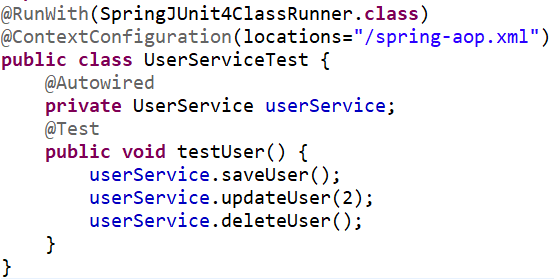 @RunWith(SpringJUnit4ClassRunner.class)
@ContextConfiguration(locations="/spring-aop.xml")
public class UserServiceTest {
    @Autowired
    private UserService userService;
    @Test
    public void testUser() {
        userService.saveUser();
        userService.updateUser(2);
        userService.deleteUser();
    }
}